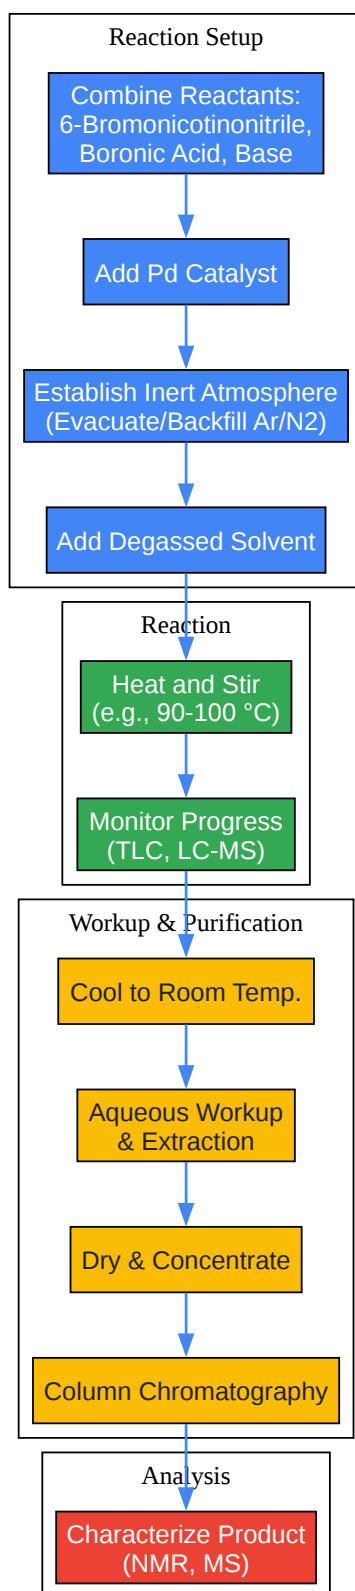 Reaction Setup
Combine Reactants:
6-Bromonicotinonitrile,
Boronic Acid, Base
Add Pd Catalyst
Establish Inert Atmosphere
(Evacuate/Backfill Ar/N2)
Add Degassed Solvent
Reaction
Heat and Stir
(e.g., 90-100 °C)
Monitor Progress
(TLC, LC-MS)
Workup & Purification
Cool to Room Temp.
Aqueous Workup
& Extraction
Dry & Concentrate
Column Chromatography
Analysis
Characterize Product
(NMR, MS)